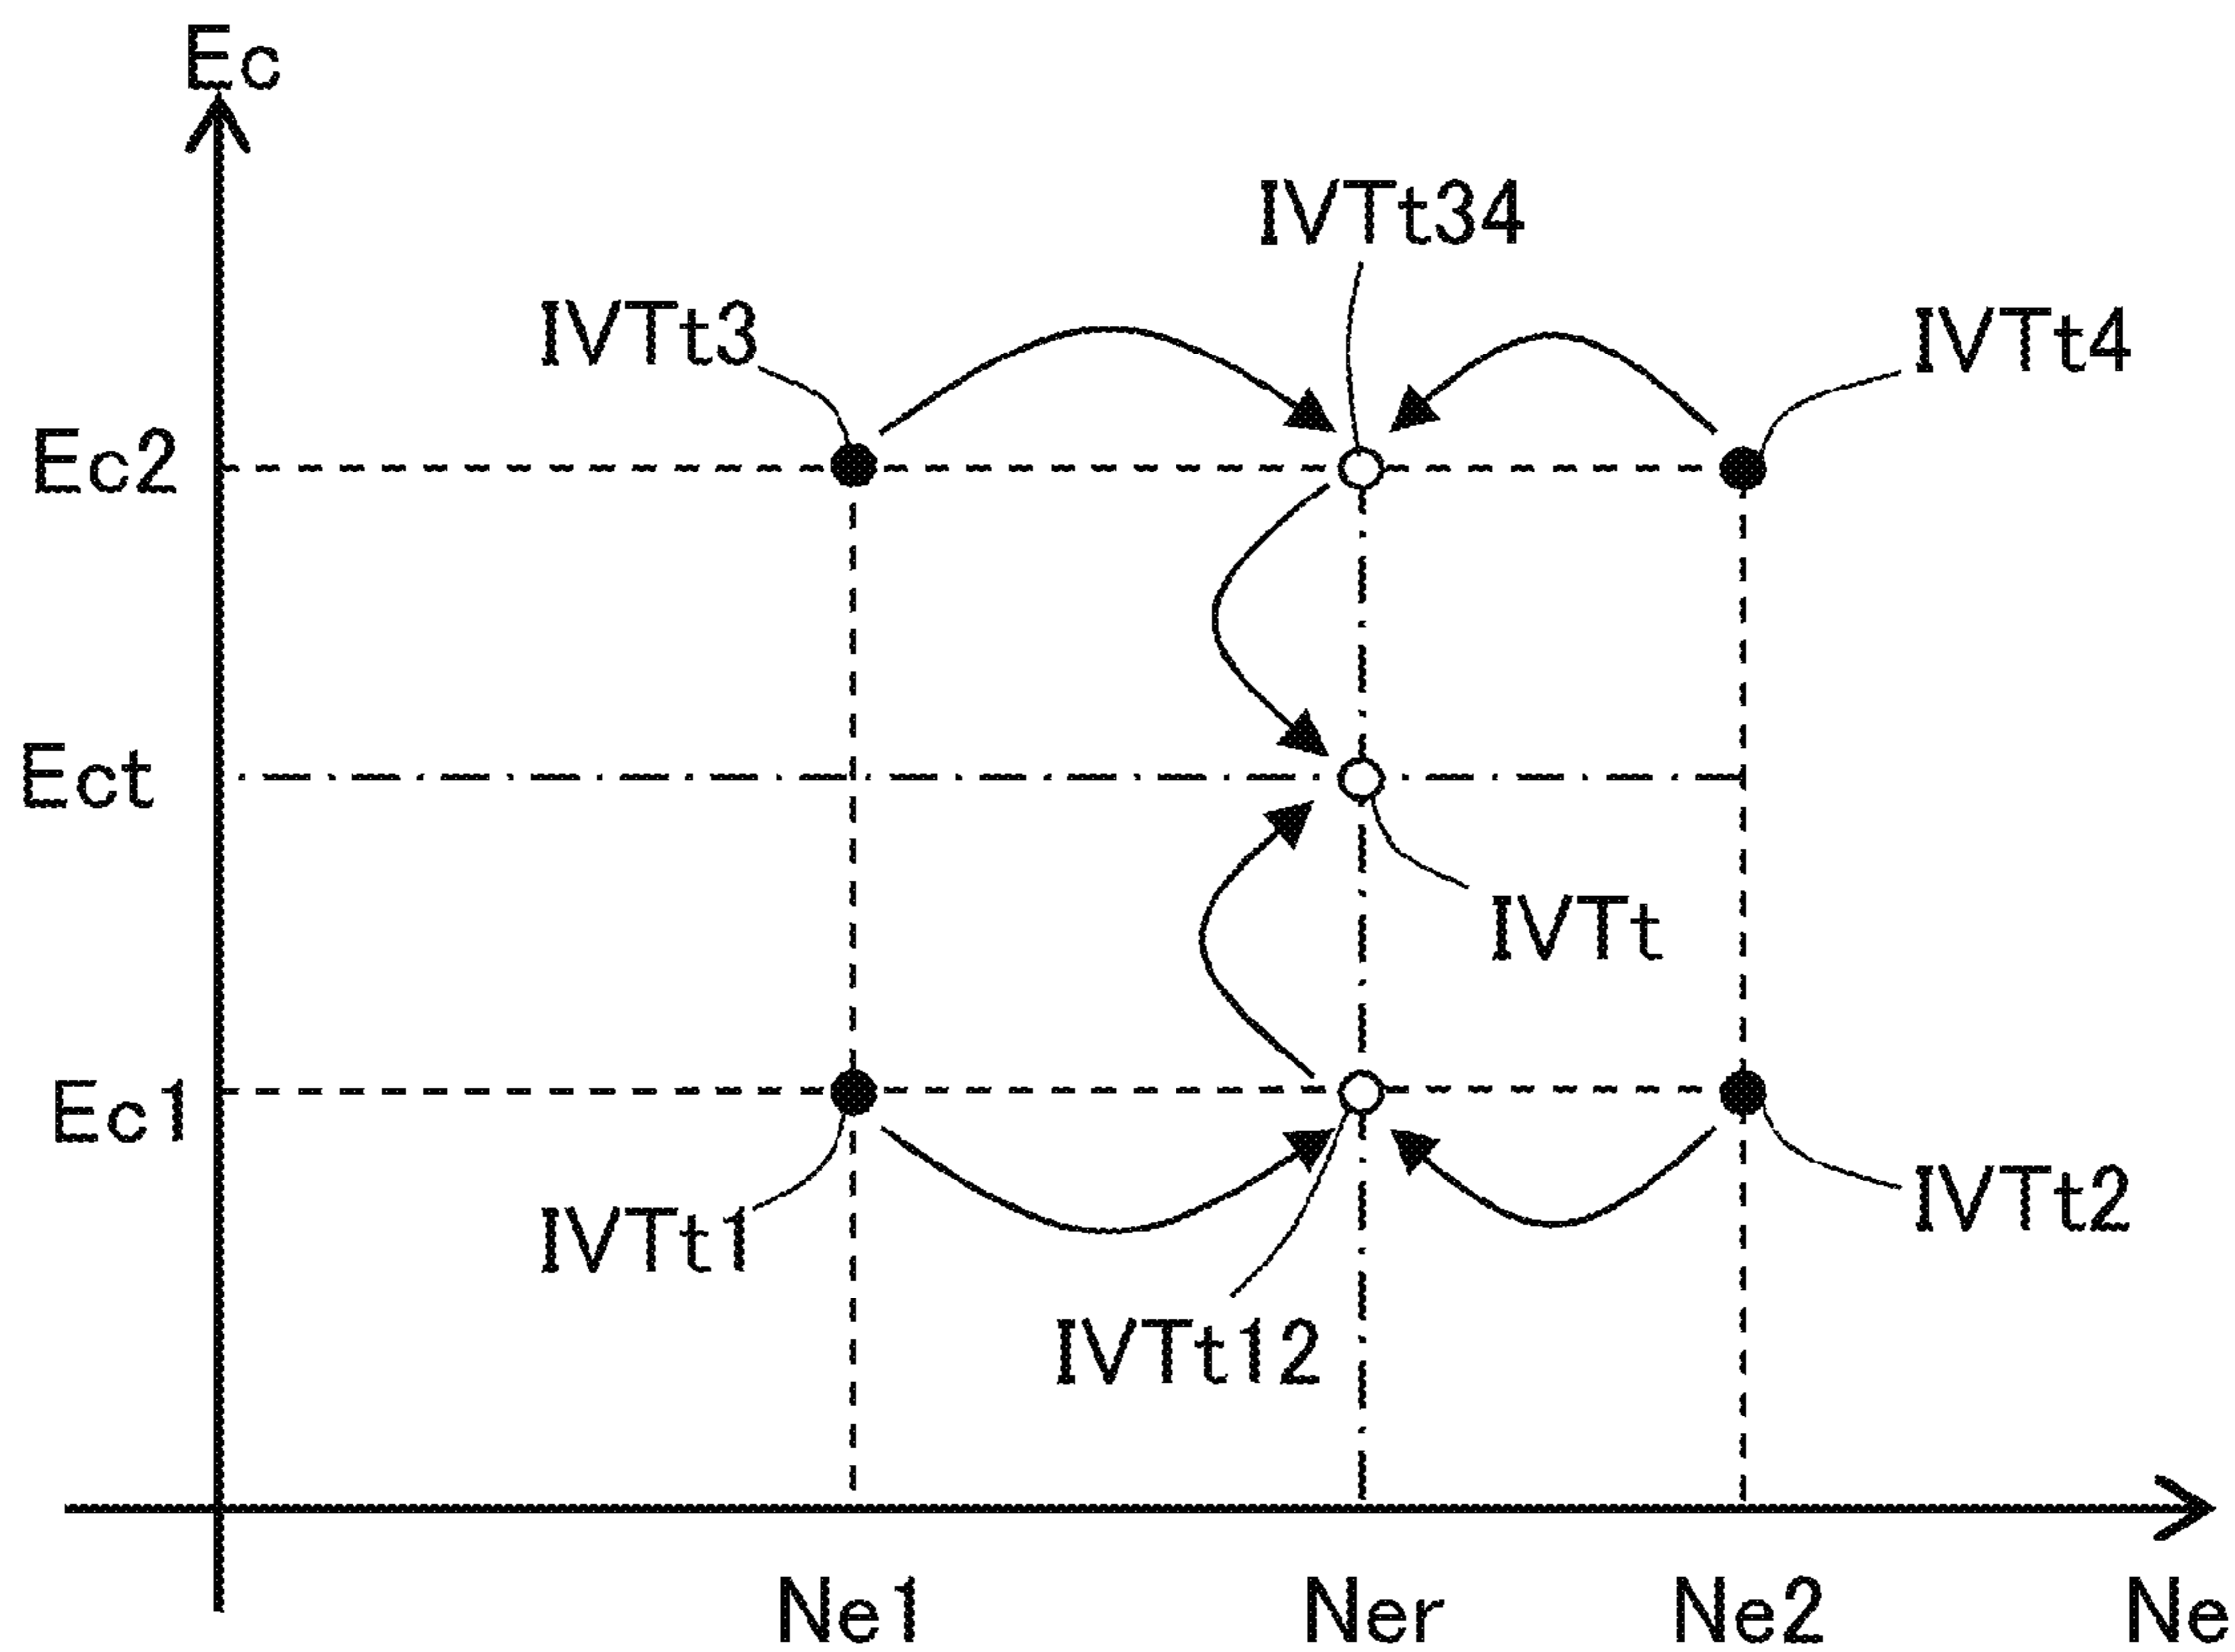 Ec
IVTt34
IVTt3
IVTt4
Ec2
Ect
IVTt
Ec1
IVTt1
IVTt2
IVTt12
Ne1 Ner Ne2 Ne